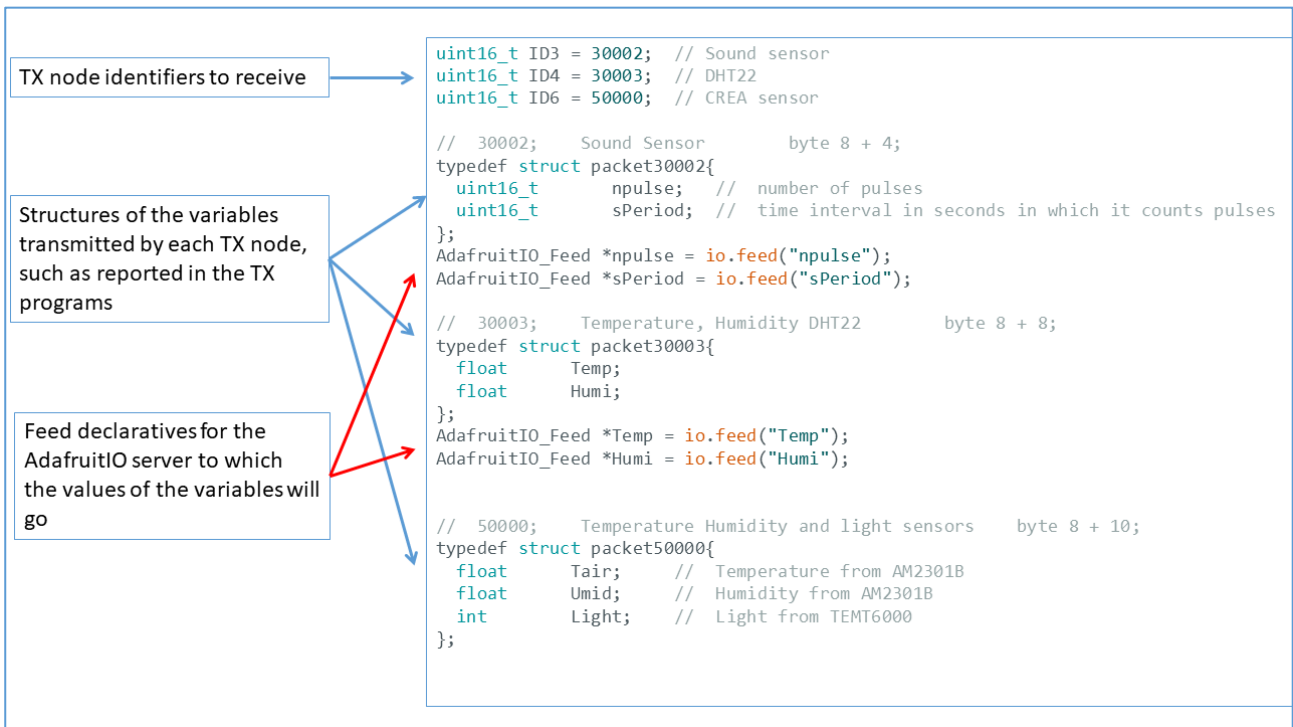 TX node identifiers to receive
Structures of the variables
transmitted by each TX node,
such as reported in the TX
programs
Feed declaratives for the
AdafruitIO server to which
the values of the variables will
go
uint16_t ID3 = 30002;  // Sound sensor
uint16_t ID4 = 30003;  // DHT22
uint16_t ID6 = 50000;  // CREA sensor
//  30002;    Sound Sensor        byte 8 + 4;
typedef struct packet30002{
  uint16_t       npulse;   //  number of pulses
  uint16_t       sPeriod;  //  time interval in seconds in which it counts pulses
};
AdafruitIO_Feed *npulse = io.feed("npulse");
AdafruitIO_Feed *sPeriod = io.feed("sPeriod");
//  30003;    Temperature, Humidity DHT22        byte 8 + 8;
typedef struct packet30003{
  float      Temp;
  float      Humi;
};
AdafruitIO_Feed *Temp = io.feed("Temp");
AdafruitIO_Feed *Humi = io.feed("Humi");
//  50000;    Temperature Humidity and light sensors    byte 8 + 10;
typedef struct packet50000{
  float      Tair;    //  Temperature from AM2301B
  float      Umid;    //  Humidity from AM2301B
  int        Light;    //  Light from TEMT6000
};